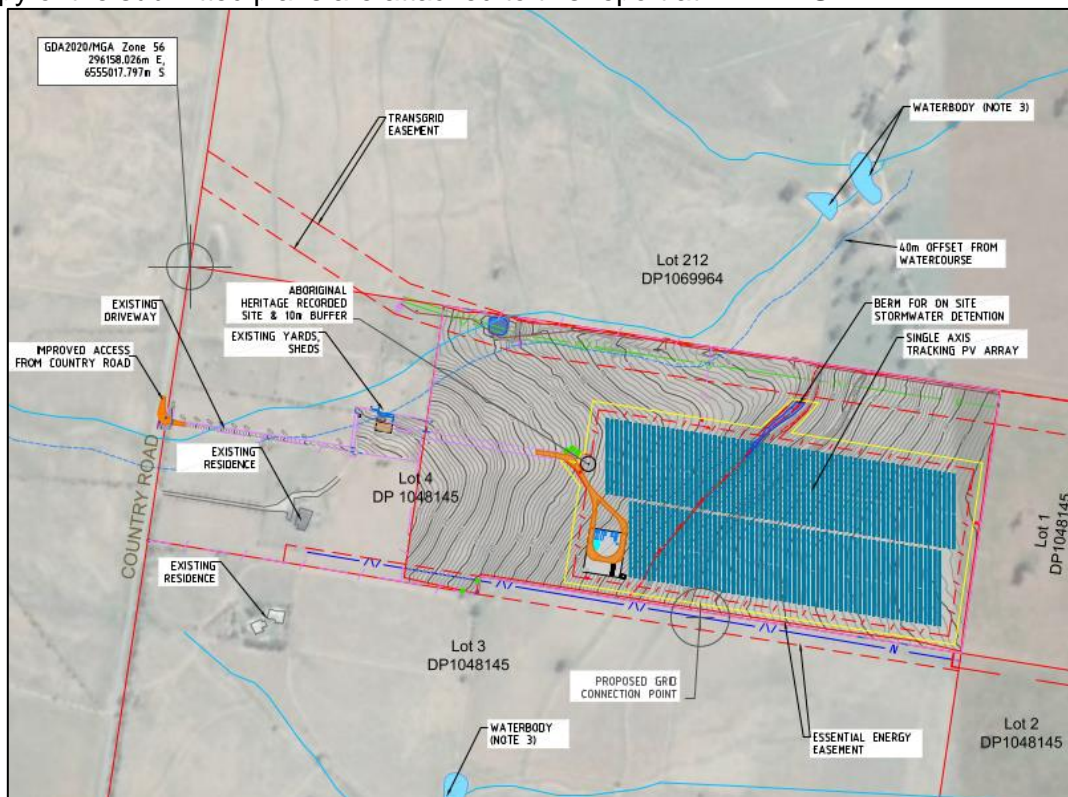 GDA2020/MGA Zone 56
296158.026m E,
6555017.797m S
TRANSGRID
EASEMENT
WATERBODY (NOTE 3)
Lot 212
DP1069964
40m OFFSET FROM
WATERCOURSE
ABORIGINAL
HERITAGE RECORDED
SITE & 10m BUFFER
EXISTING
DRIVEWAY
BERM FOR ON SITE
STORMWATER DETENTION
EXISTING YARDS,
SHEDS
SINGLE AXIS
TRACKING PV ARRAY
IMPROVED ACCESS
FROM COUNTRY ROAD
EXISTING
RESIDENCE
Lot 4
DP 1048145
COUNTRY ROAD
Lot 1
DP1048145
EXISTING
RESIDENCE
Lot 3
DP1048145
PROPOSED GRID
CONNECTION POINT
ESSENTIAL ENERGY
EASEMENT
WATERBODY
(NOTE 3)
Lot 2
DP1048145